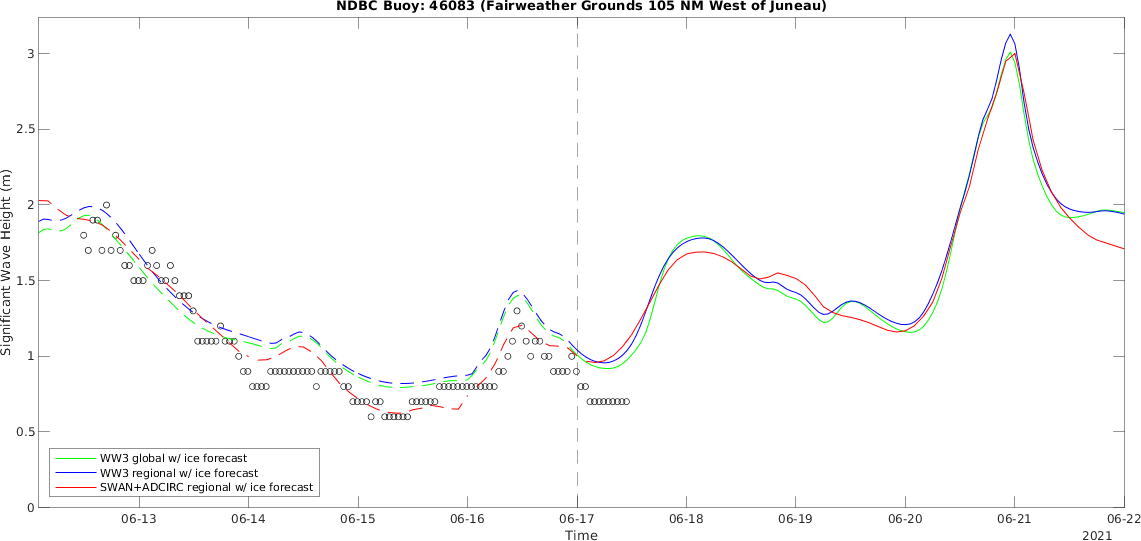 NDBC Buoy: 46083 (Fairweather Grounds 105 NM West of Juneau)
Significant Wave Height (m)
3
2.5
2
1.5
1
0.5
0
WW3 global w/ ice forecast
WW3 regional w/ ice forecast
SWAN+ADCIRC regional w/ ice forecast
06-13 06-14 06-15 06-16 06-17 06-18 06-19 06-20 06-21 06-22
Time
2021